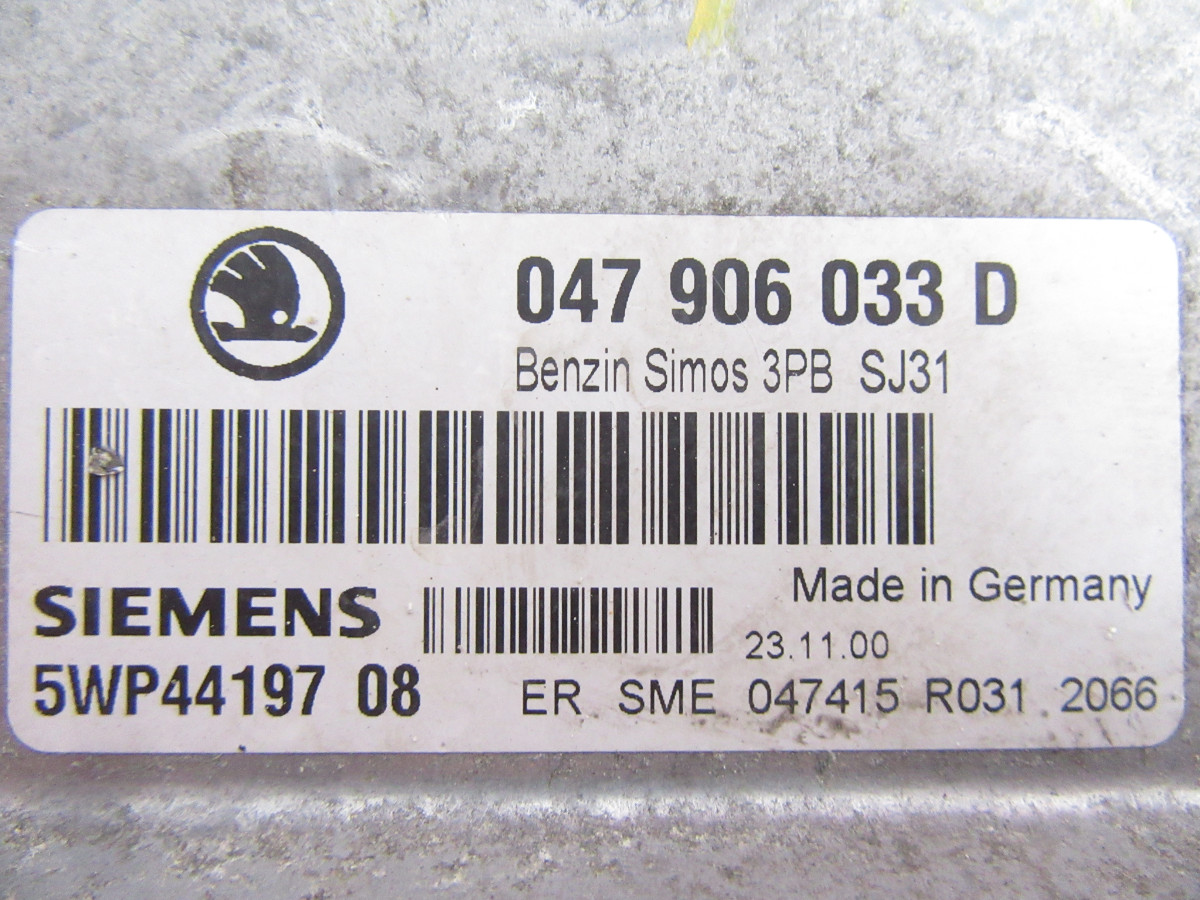 047 906 033 D
Benzin Simos 3PB SJ31
Made in Germany
SIEMENS
23.11.00
5WP44197 08
ER SME 047415 R031 2066